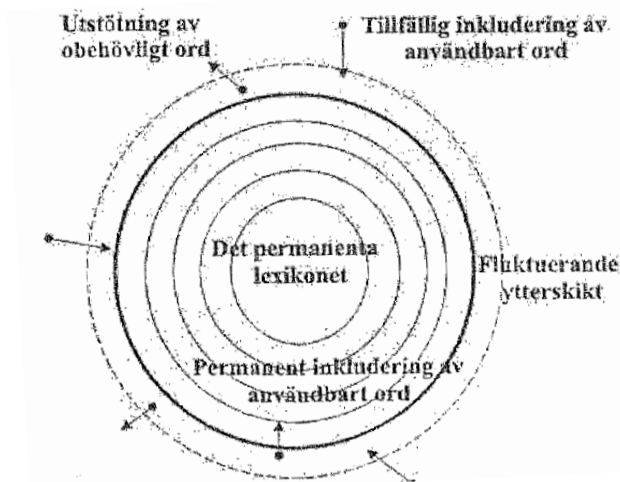 Utstötning av
obehövligt ord
Tillfällig inkludering av
användbart ord
Det permanenta
lexikonet
Fluktuerande
ytterskikt
Permanent inkludering av
användbart ord